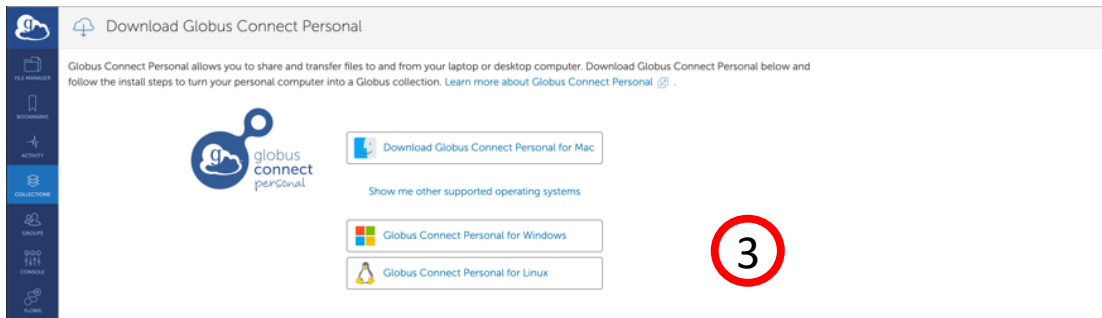 Download Globus Connect Personal
Globus Connect Personal allows you to share and transfer files to and from your laptop or desktop computer. Download Globus Connect Personal below and
follow the install steps to turn your personal computer into a Globus collection. Learn more about Globus Connect Personal .
FILE MANAGER
BOOKMARKS
ACTIVITY
COLLECTIONS
GROUPS
CONSOLE
FLOWS
g
globus
connect
personal
Download Globus Connect Personal for Mac
Show me other supported operating systems
Globus Connect Personal for Windows
Globus Connect Personal for Linux
3